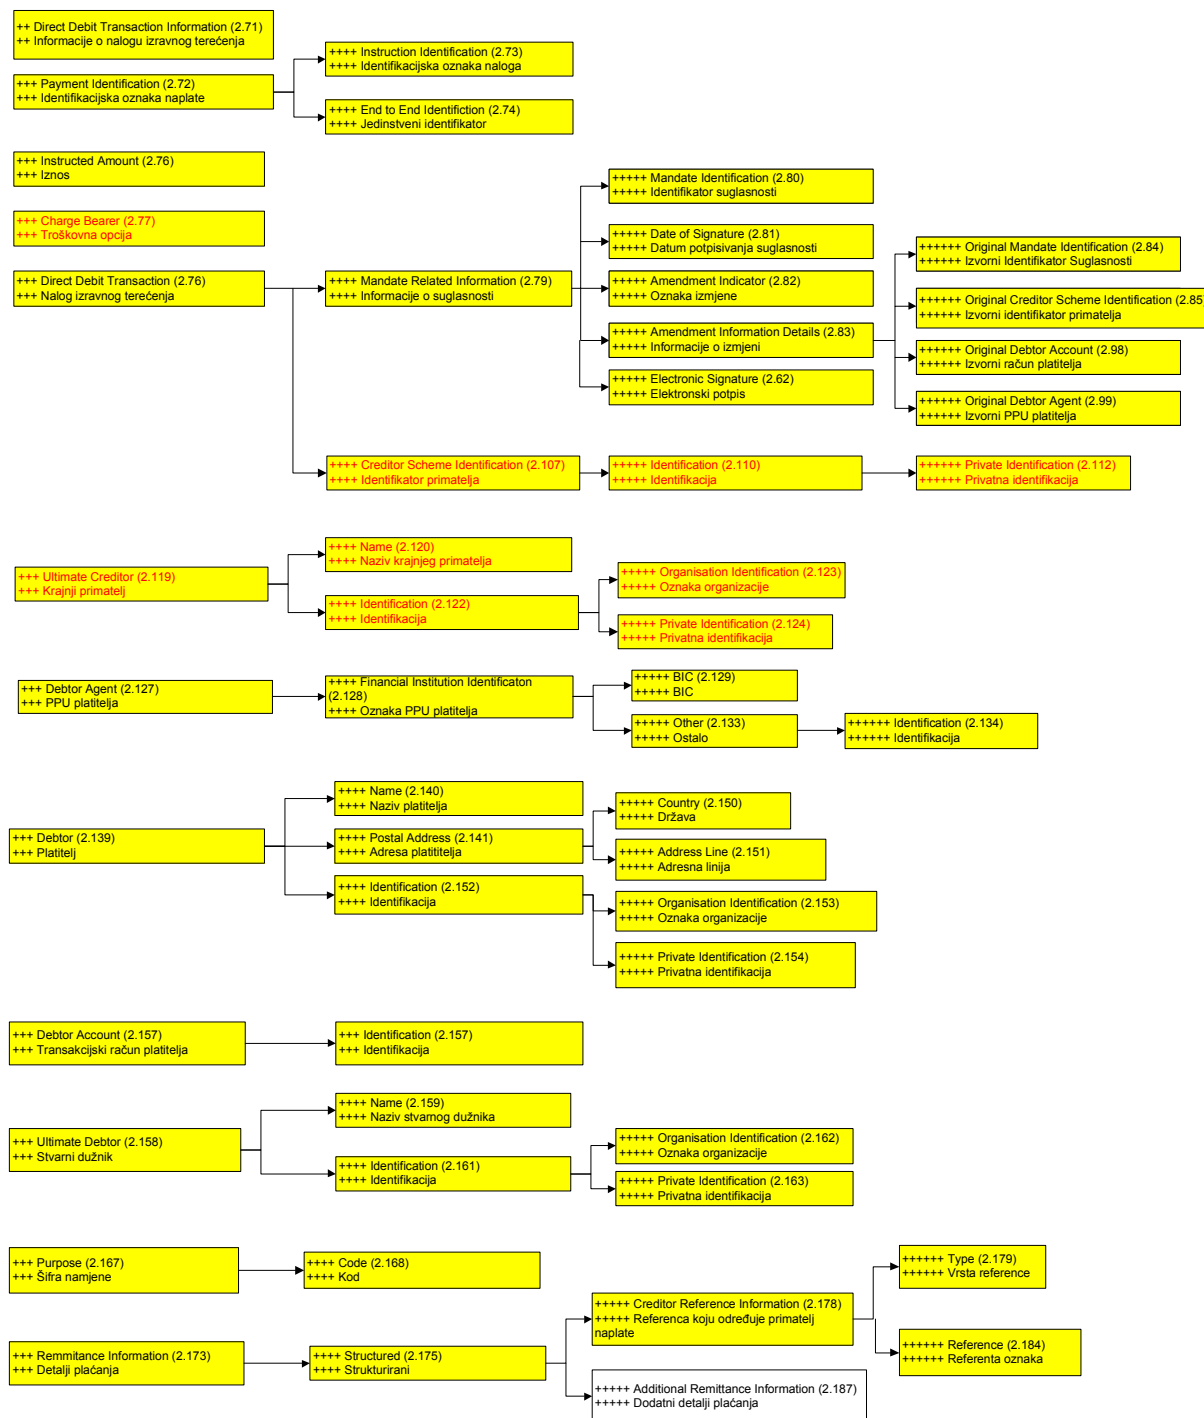 ++ Direct Debit Transaction Information (2.71)
++ Informacije o nalogu izravnog terećenja
+++ Payment Identification (2.72)
+++ Identifikacijska oznaka naplate
++++ Instruction Identification (2.73)
++++ Identifikacijska oznaka naloga
++++ End to End Identifiction (2.74)
++++ Jedinstveni identifikator
+++ Instructed Amount (2.76)
+++ Iznos
+++ Charge Bearer (2.77)
+++ Troškovna opcija
+++ Direct Debit Transaction (2.76)
+++ Nalog izravnog terećenja
++++ Mandate Related Information (2.79)
++++ Informacije o suglasnosti
+++++ Mandate Identification (2.80)
+++++ Identifikator suglasnosti
+++++ Date of Signature (2.81)
+++++ Datum potpisivanja suglasnosti
+++++ Amendment Indicator (2.82)
+++++ Oznaka izmjene
+++++ Amendment Information Details (2.83)
+++++ Informacije o izmjeni
+++++ Electronic Signature (2.62)
+++++ Elektronski potpis
++++++ Original Mandate Identification (2.84)
++++++ Izvorni Identifikator Suglasnosti
++++++ Original Creditor Scheme Identification (2.85
++++++ Izvorni identifikator primatelja
++++++ Original Debtor Account (2.98)
++++++ Izvorni račun platitelja
++++++ Original Debtor Agent (2.99)
++++++ Izvorni PPU platitelja
++++ Creditor Scheme Identification (2.107)
++++ Identifikator primatelja
+++++ Identification (2.110)
+++++ Identifikacija
++++++ Private Identification (2.112)
++++++ Privatna identifikacija
+++ Ultimate Creditor (2.119)
+++ Krajnji primatelj
++++ Name (2.120)
++++ Naziv krajnjeg primatelja
++++ Identification (2.122)
++++ Identifikacija
+++++ Organisation Identification (2.123)
+++++ Oznaka organizacije
+++++ Private Identification (2.124)
+++++ Privatna identifikacija
+++ Debtor Agent (2.127)
+++ PPU platitelja
++++ Financial Institution Identificaton
(2.128)
++++ Oznaka PPU platitelja
+++++ BIC (2.129)
+++++ BIC
+++++ Other (2.133)
+++++ Ostalo
++++++ Identification (2.134)
++++++ Identifikacija
+++ Debtor (2.139)
+++ Platitelj
++++ Name (2.140)
++++ Naziv platitelja
++++ Postal Address (2.141)
++++ Adresa platititelja
++++ Identification (2.152)
++++ Identifikacija
+++++ Country (2.150)
+++++ Država
+++++ Address Line (2.151)
+++++ Adresna linija
+++++ Organisation Identification (2.153)
+++++ Oznaka organizacije
+++++ Private Identification (2.154)
+++++ Privatna identifikacija
+++ Debtor Account (2.157)
+++ Transakcijski račun platitelja
+++ Identification (2.157)
+++ Identifikacija
+++ Ultimate Debtor (2.158)
+++ Stvarni dužnik
++++ Name (2.159)
++++ Naziv stvarnog dužnika
++++ Identification (2.161)
++++ Identifikacija
+++++ Organisation Identification (2.162)
+++++ Oznaka organizacije
+++++ Private Identification (2.163)
+++++ Privatna identifikacija
+++ Purpose (2.167)
+++ Šifra namjene
++++ Code (2.168)
++++ Kod
+++ Remmitance Information (2.173)
+++ Detalji plaćanja
++++ Structured (2.175)
++++ Strukturirani
+++++ Creditor Reference Information (2.178)
+++++ Referenca koju određuje primatelj
naplate
+++++ Additional Remittance Information (2.187)
+++++ Dodatni detalji plaćanja
++++++ Type (2.179)
++++++ Vrsta reference
++++++ Reference (2.184)
++++++ Referenta oznaka